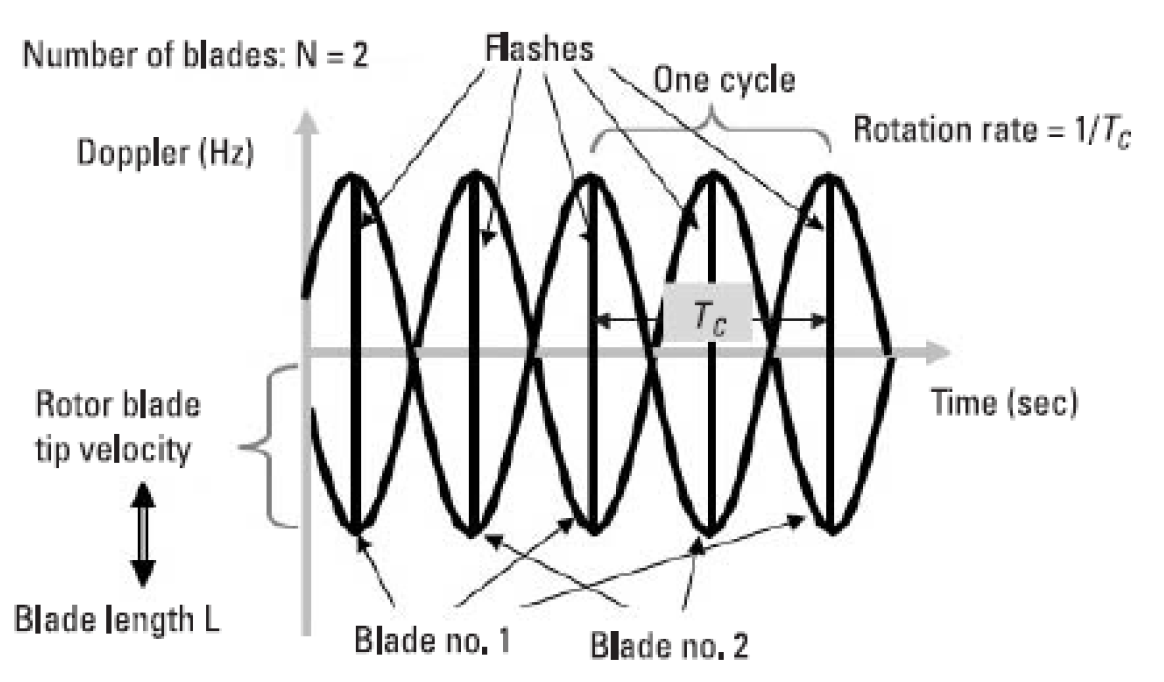 Number of blades: N = 2
Flashes
One cycle
Rotation rate = 1/T_C
Doppler (Hz)
T_C
Time (sec)
Rotor blade
tip velocity
Blade length L
Blade no. 1
Blade no. 2